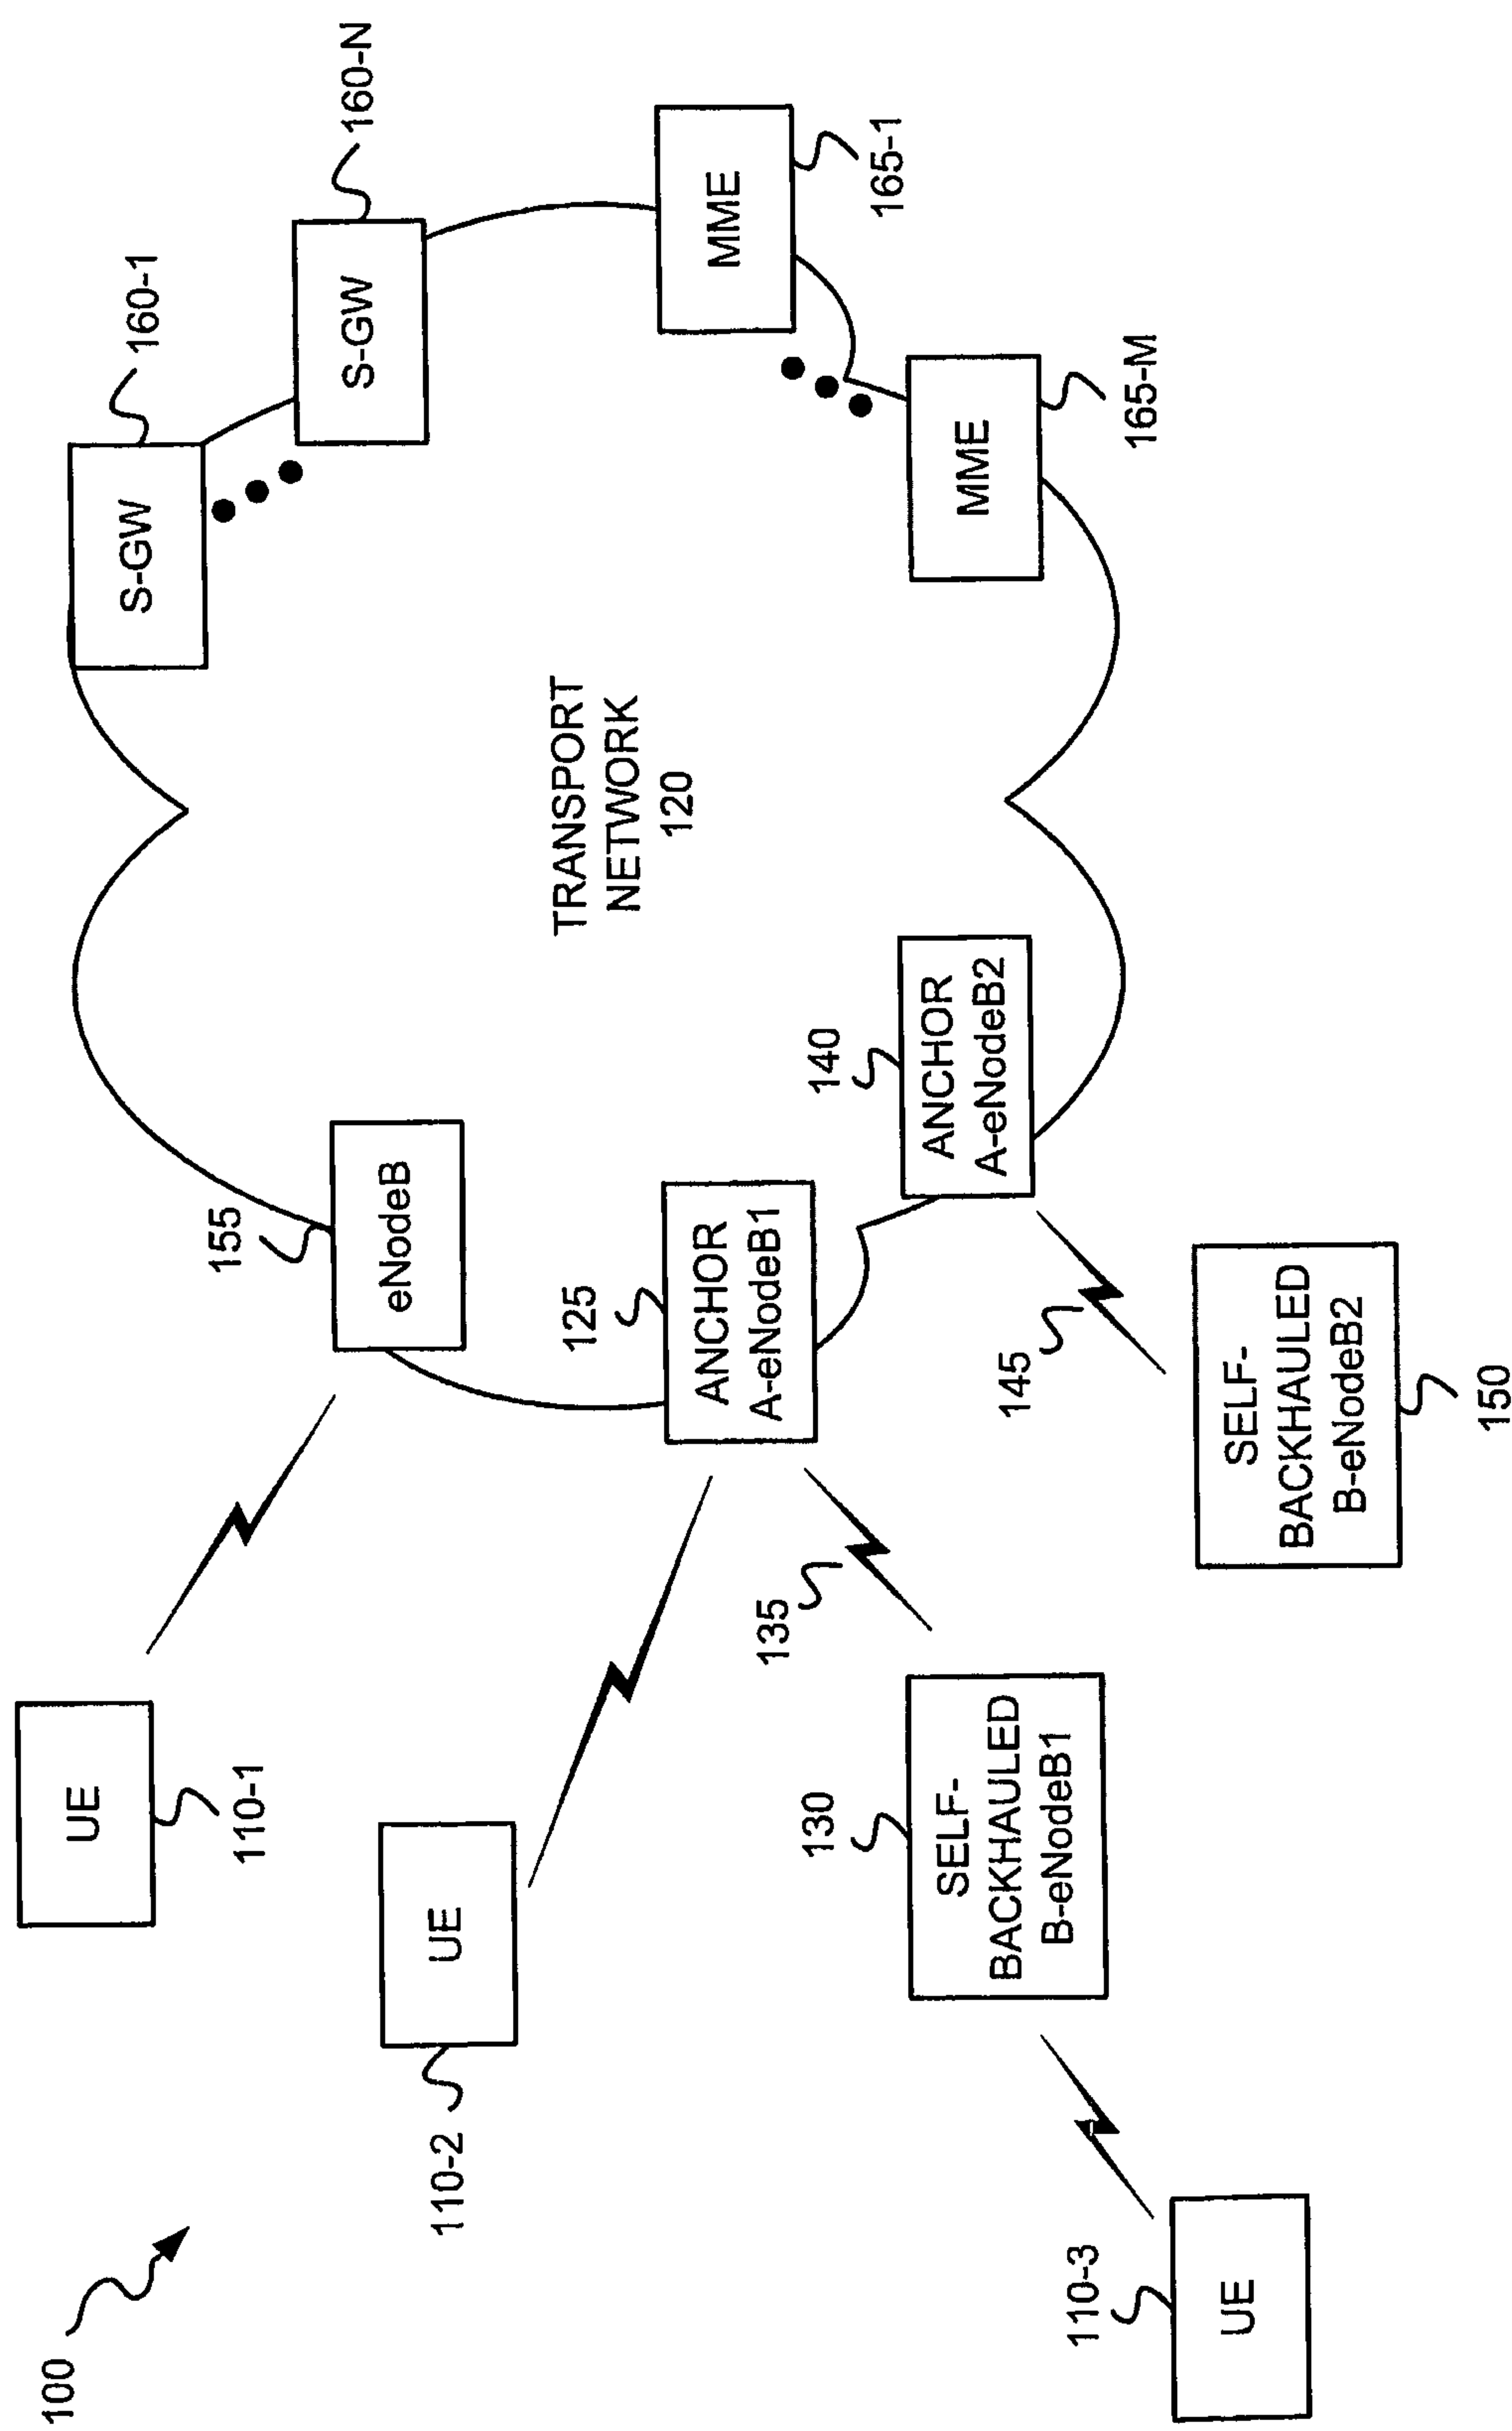 100
UE
110-1
UE
110-2
UE
110-3
155
eNodeB
125
ANCHOR
A-eNodeB1
135
130
SELF-
BACKHAULED
B-eNodeB1
140
ANCHOR
A-eNodeB2
145
SELF-
BACKHAULED
B-eNodeB2
150
TRANSPORT
NETWORK
120
S-GW
160-1
S-GW
160-N
MME
165-1
MME
165-M